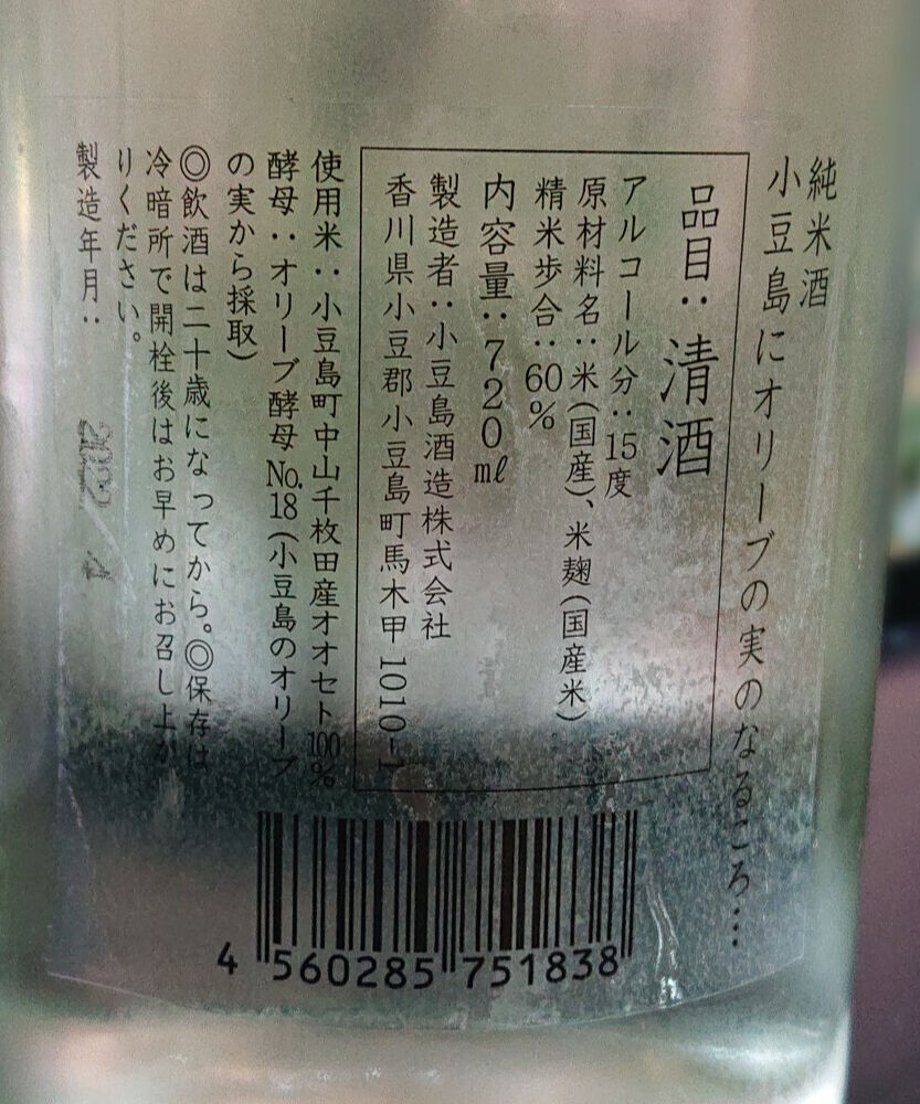 純米酒
小豆島にオリーブの実のなるころ…
品目：清酒
アルコール分：15度
原材料名：米(国産)、米麹(国産米)
精米歩合：60％
内容量：720㎖
製造者：小豆島酒造株式会社
香川県小豆郡小豆島町馬木甲1010-1
使用米：小豆島町中山千枚田産オオセト100％
酵母：オリーブ酵母No.18(小豆島のオリーブ
の実から採取)
◎飲酒は二十歳になってから。◎保存は
冷暗所で開栓後はお早めにお召し上が
りください。
製造年月：2022/4
4 560285 751838